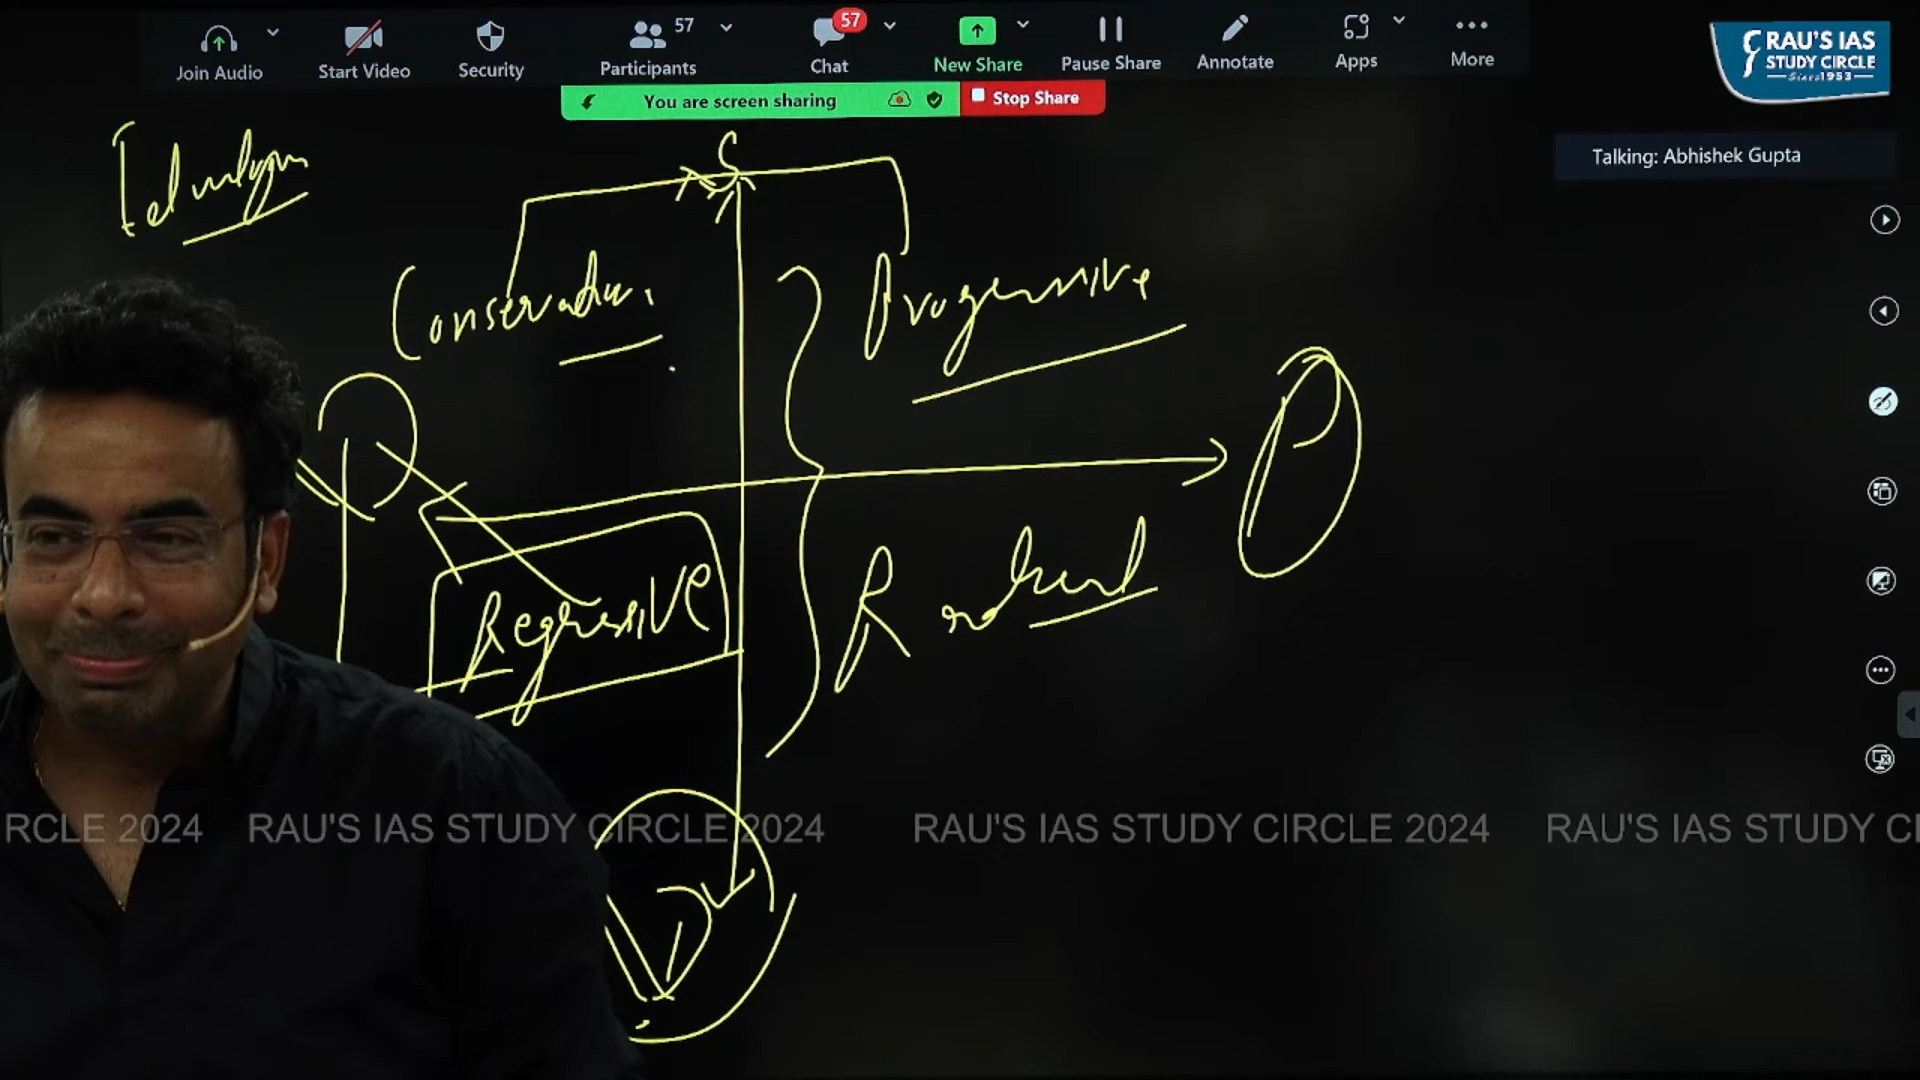 57
57
Join Audio
Start Video
Security
Participants
Chat
New Share
Pause Share
Annotate
Apps
More
RAU'S IAS
STUDY CIRCLE
Since 1953
You are screen sharing
Stop Share
Talking: Abhishek Gupta
Progressive
P
Regressive
RCLE 2024 RAU'S IAS STUDY CIRCLE 2024 RAU'S IAS STUDY CIRCLE 2024 RAU'S IAS STUDY CI